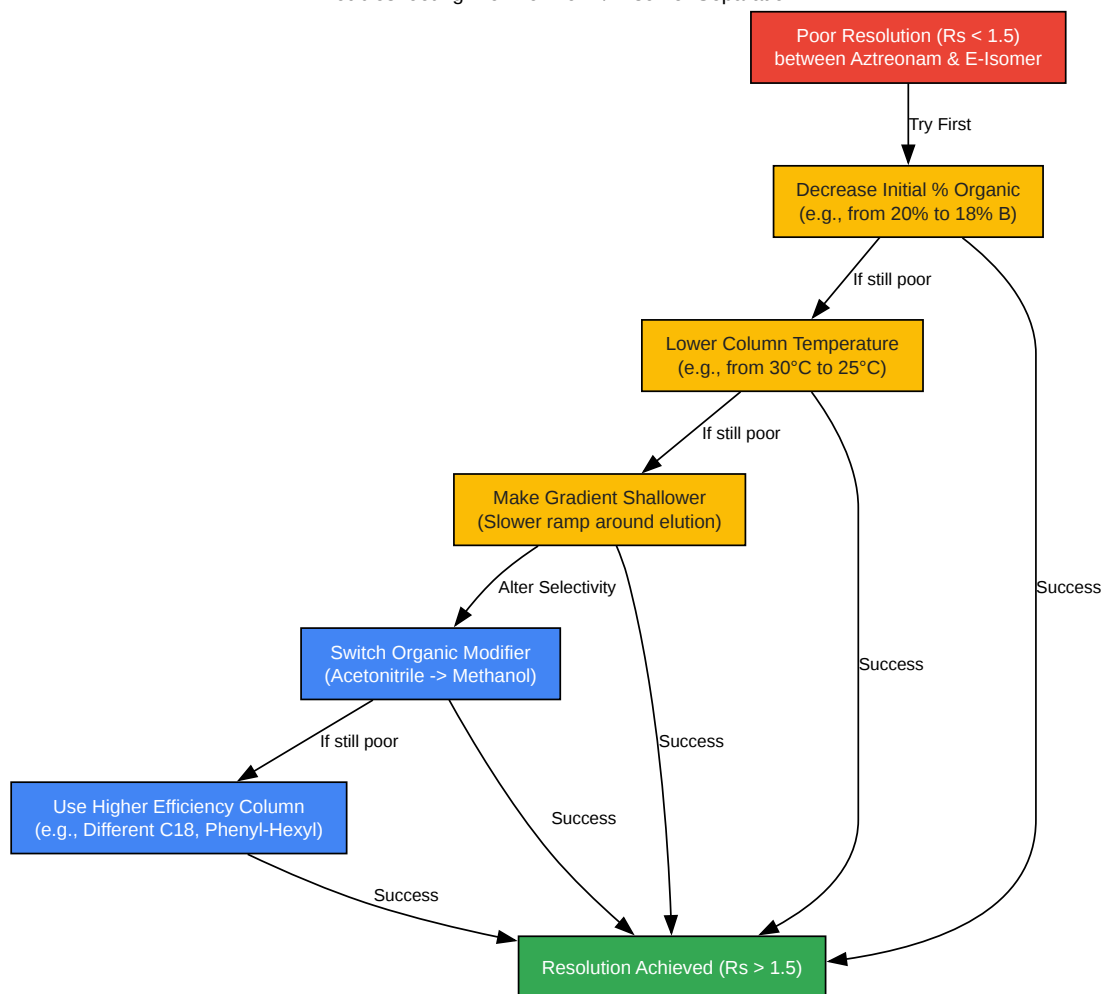 Poor Resolution (Rs < 1.5)
between Aztreonam & E-Isomer
Try First
Decrease Initial % Organic
(e.g., from 20% to 18% B)
If still poor
Lower Column Temperature
(e.g., from 30°C to 25°C)
If still poor
Make Gradient Shallower
(Slower ramp around elution)
Alter Selectivity
Success
Switch Organic Modifier
(Acetonitrile -> Methanol)
Success
If still poor
Success
Use Higher Efficiency Column
(e.g., Different C18, Phenyl-Hexyl)
Success
Success
Resolution Achieved (Rs > 1.5)